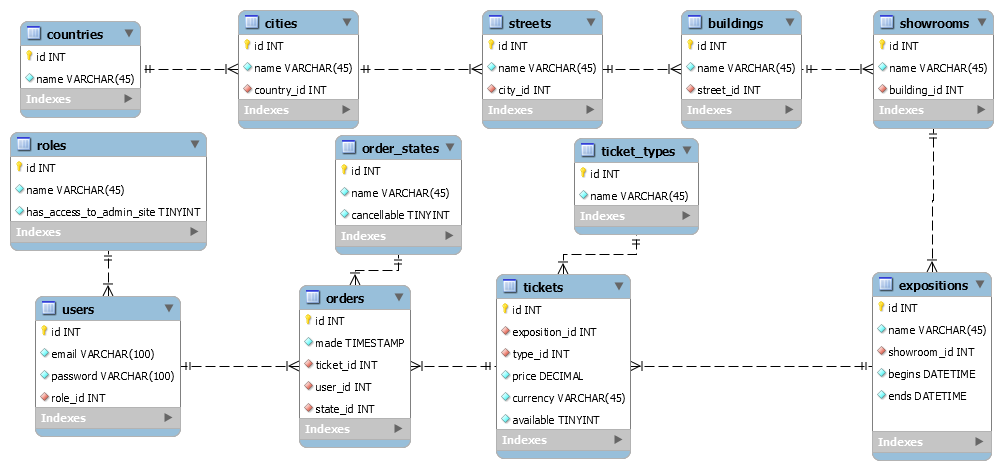 countries
id INT
name VARCHAR(45)
Indexes
cities
id INT
name VARCHAR(45)
country_id INT
Indexes
streets
id INT
name VARCHAR(45)
city_id INT
Indexes
buildings
id INT
name VARCHAR(45)
street_id INT
Indexes
showrooms
id INT
name VARCHAR(45)
building_id INT
Indexes
roles
id INT
name VARCHAR(45)
has_access_to_admin_site TINYINT
Indexes
order_states
id INT
name VARCHAR(45)
cancellable TINYINT
Indexes
ticket_types
id INT
name VARCHAR(45)
Indexes
users
id INT
email VARCHAR(100)
password VARCHAR(100)
role_id INT
Indexes
orders
id INT
made TIMESTAMP
ticket_id INT
user_id INT
state_id INT
Indexes
tickets
id INT
exposition_id INT
type_id INT
price DECIMAL
currency VARCHAR(45)
available TINYINT
Indexes
expositions
id INT
name VARCHAR(45)
showroom_id INT
begins DATETIME
ends DATETIME
Indexes